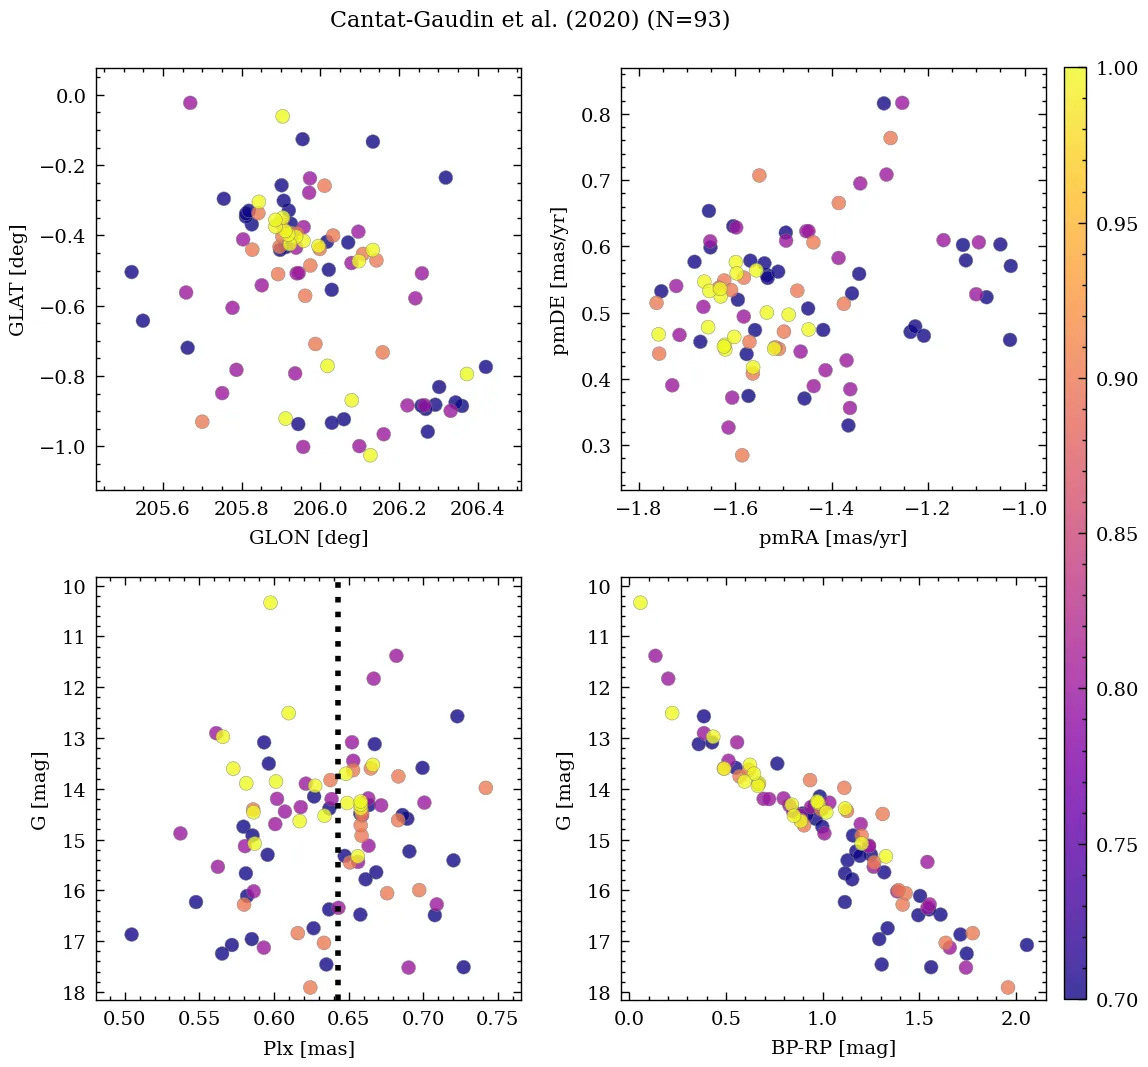 Cantat-Gaudin et al. (2020) (N=93)
0.0
−0.2
−0.4
−0.6
−0.8
−1.0
GLAT [deg]
205.6 205.8 206.0 206.2 206.4
GLON [deg]
0.8
0.7
0.6
0.5
0.4
0.3
pmDE [mas/yr]
−1.8 −1.6 −1.4 −1.2 −1.0
pmRA [mas/yr]
10
11
12
13
14
15
16
17
18
G [mag]
0.50 0.55 0.60 0.65 0.70 0.75
Plx [mas]
10
11
12
13
14
15
16
17
18
G [mag]
0.0 0.5 1.0 1.5 2.0
BP-RP [mag]
1.00
0.95
0.90
0.85
0.80
0.75
0.70